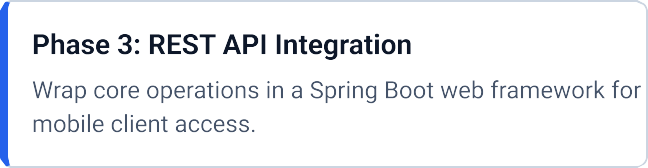 Phase 3: REST API Integration
Wrap core operations in a Spring Boot web framework for
mobile client access.